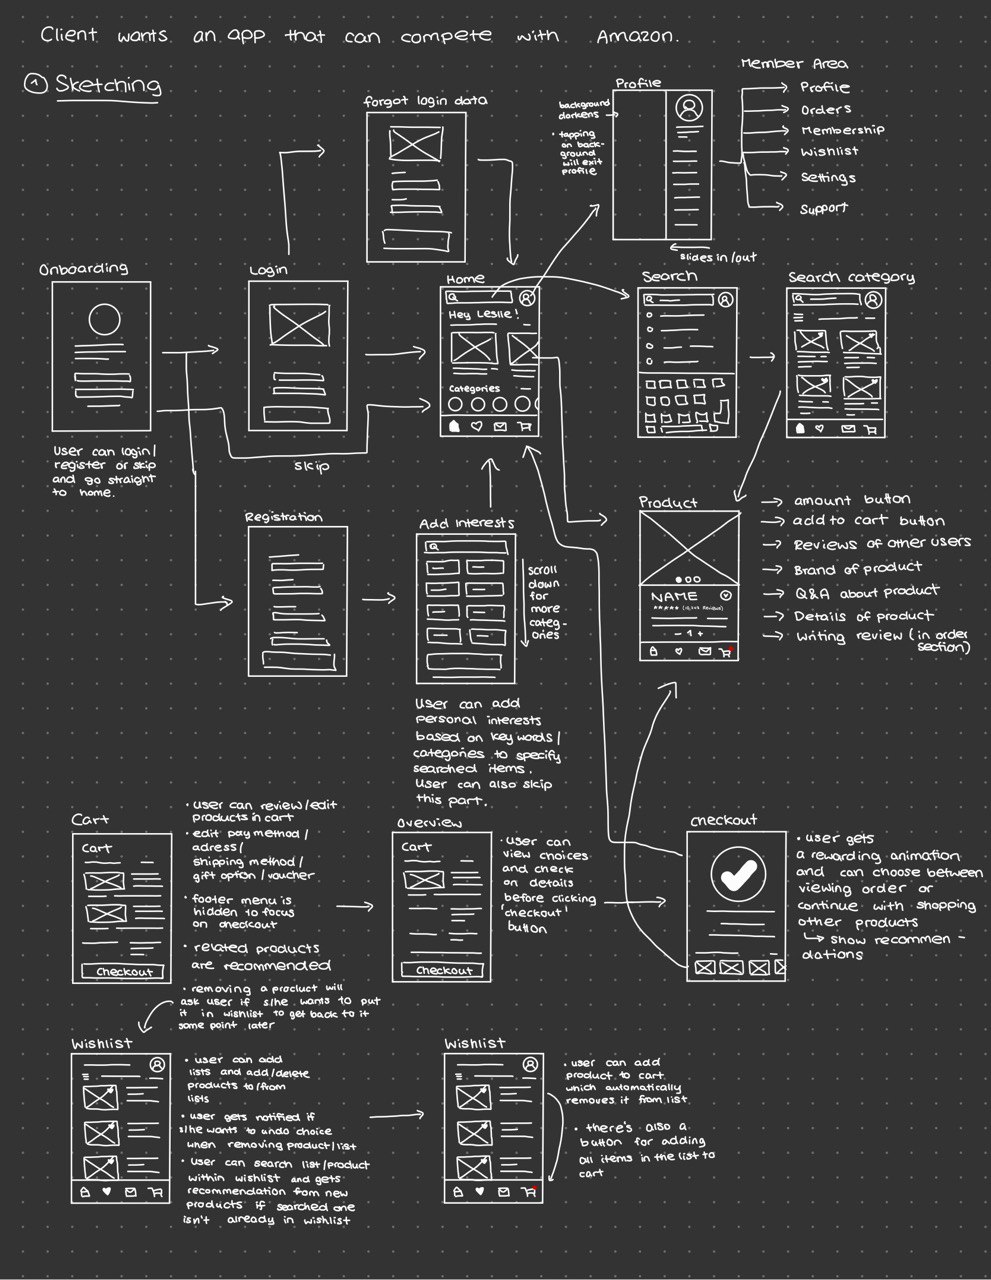 Client wants an app that can compete with Amazon.
① Sketching
forgot login data
Profile
background
darkens
• tapping
on back-
ground
will exit
profile
slides in/out
Member Area
Profile
Orders
Membership
Wishlist
Settings
Support
Onboarding
User can login/
register or skip
and go straight
to home.
Login
skip
Home
Hey Leslie!
Categories
Search
Search category
Registration
Add interests
scroll
down
for
more
categ-
ories
User can add
personal interests
based on key words/
categories to specify
searched items.
User can also skip
this part.
Product
NAME
- 1 +
amount button
add to cart button
Reviews of other users
Brand of product
Q&A about product
Details of product
Writing review (in order
section)
Cart
Cart
Checkout
• user can review/edit
products in cart
• edit pay method/
adress/
shipping method/
gift option/voucher
• footer menu is
hidden to focus
on checkout
• related products
are recommended
• removing a product will
ask user if s/he wants to put
it in wishlist to get back to it
some point later
Overview
Cart
Checkout
• user can
view choices
and check
on details
before clicking
'checkout'
button
checkout
• user gets
a rewarding animation
and can choose between
viewing order or
continue with shopping
other products
↳ show recommen-
dations
Wishlist
• user can add
lists and add/delete
products to/from
lists
• user gets notified if
s/he wants to undo choice
when removing product/list
• user can search list/product
within wishlist and gets
recommendation from new
products if searched one
isn't already in wishlist
Wishlist
• user can add
product to cart
which automatically
removes it from list.
• there's also a
button for adding
all items in the list to
cart